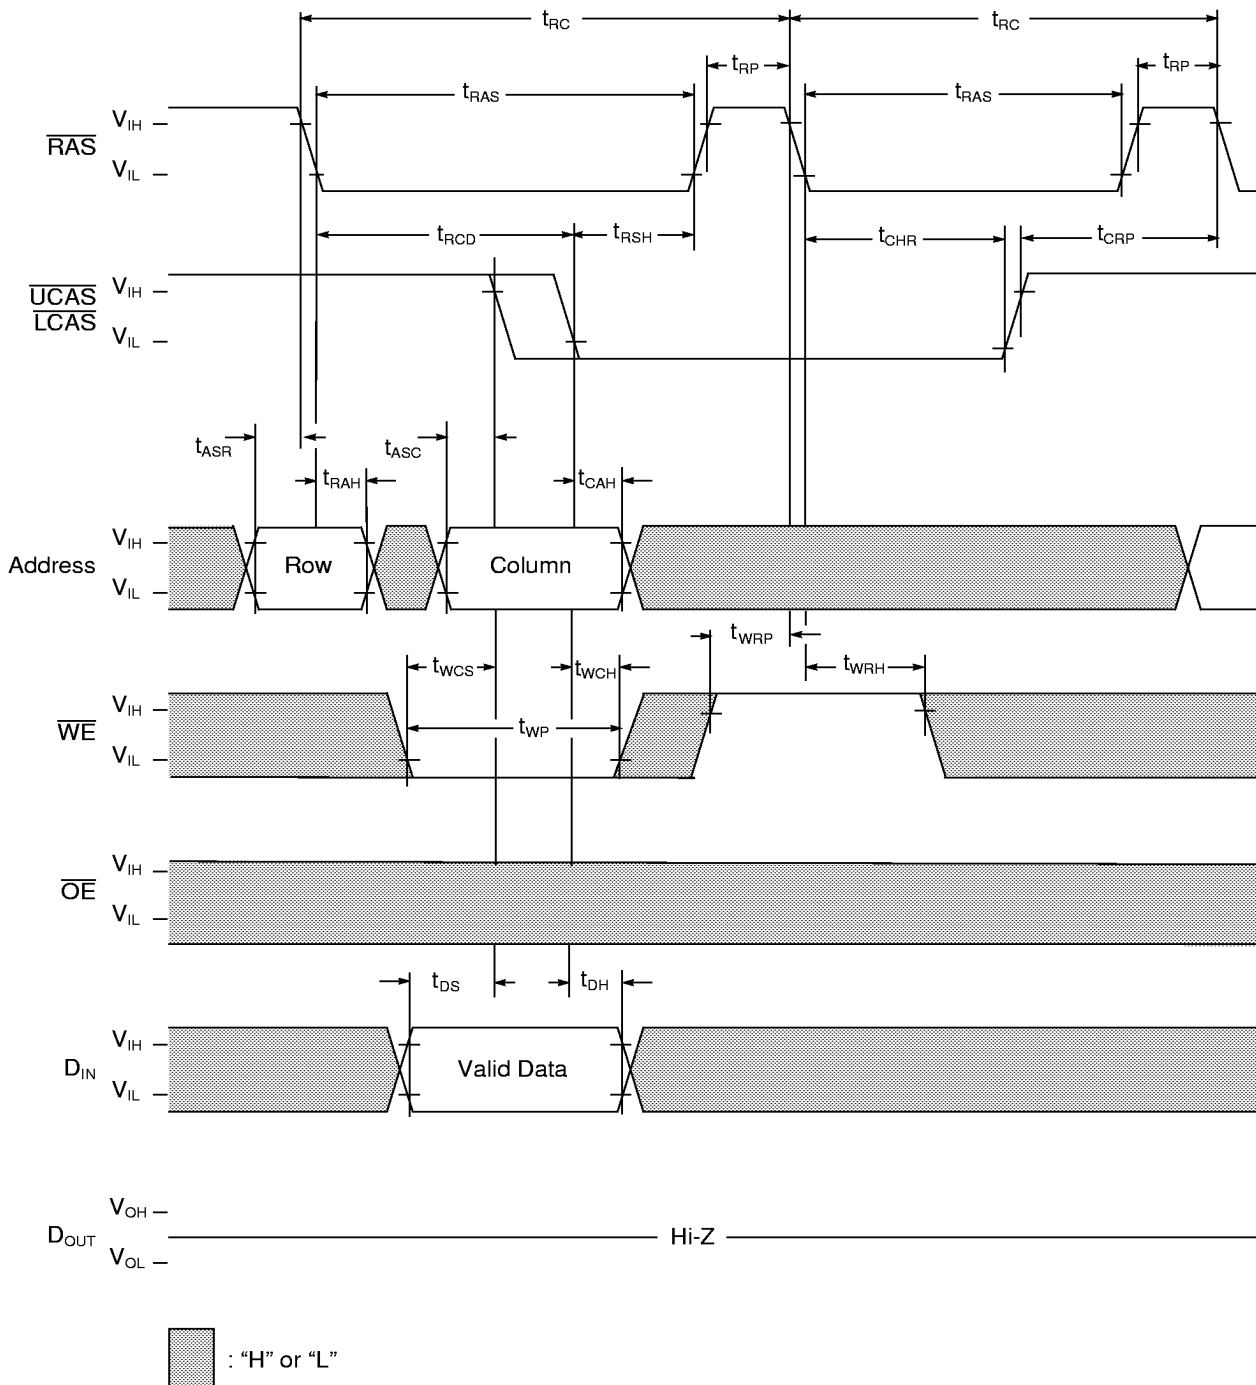 tRC tRC
tRP tRP
tRAS tRAS
RAS VIH
VIL
tRCD tRSH tCHR tCRP
UCAS VIH
LCAS VIL
tASR tASC
tRAH tCAH
Address VIH Row Column
VIL
tWRP
tWCS tWCH tWRH
WE VIH
tWP
VIL
OE VIH
VIL
tDS tDH
DIN VIH
Valid Data
VIL
VOH
DOUT Hi-Z
VOL
: “H” or “L”